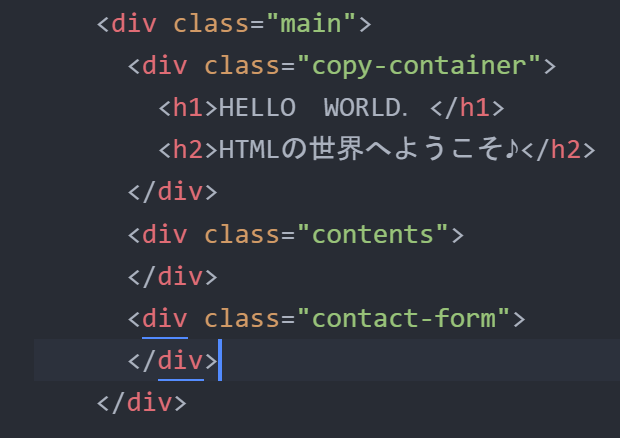 <div class="main">
<div class="copy-container">
<h1>HELLO　WORLD．</h1>
<h2>HTMLの世界へようこそ♪</h2>
</div>
<div class="contents">
</div>
<div class="contact-form">
</div>
</div>